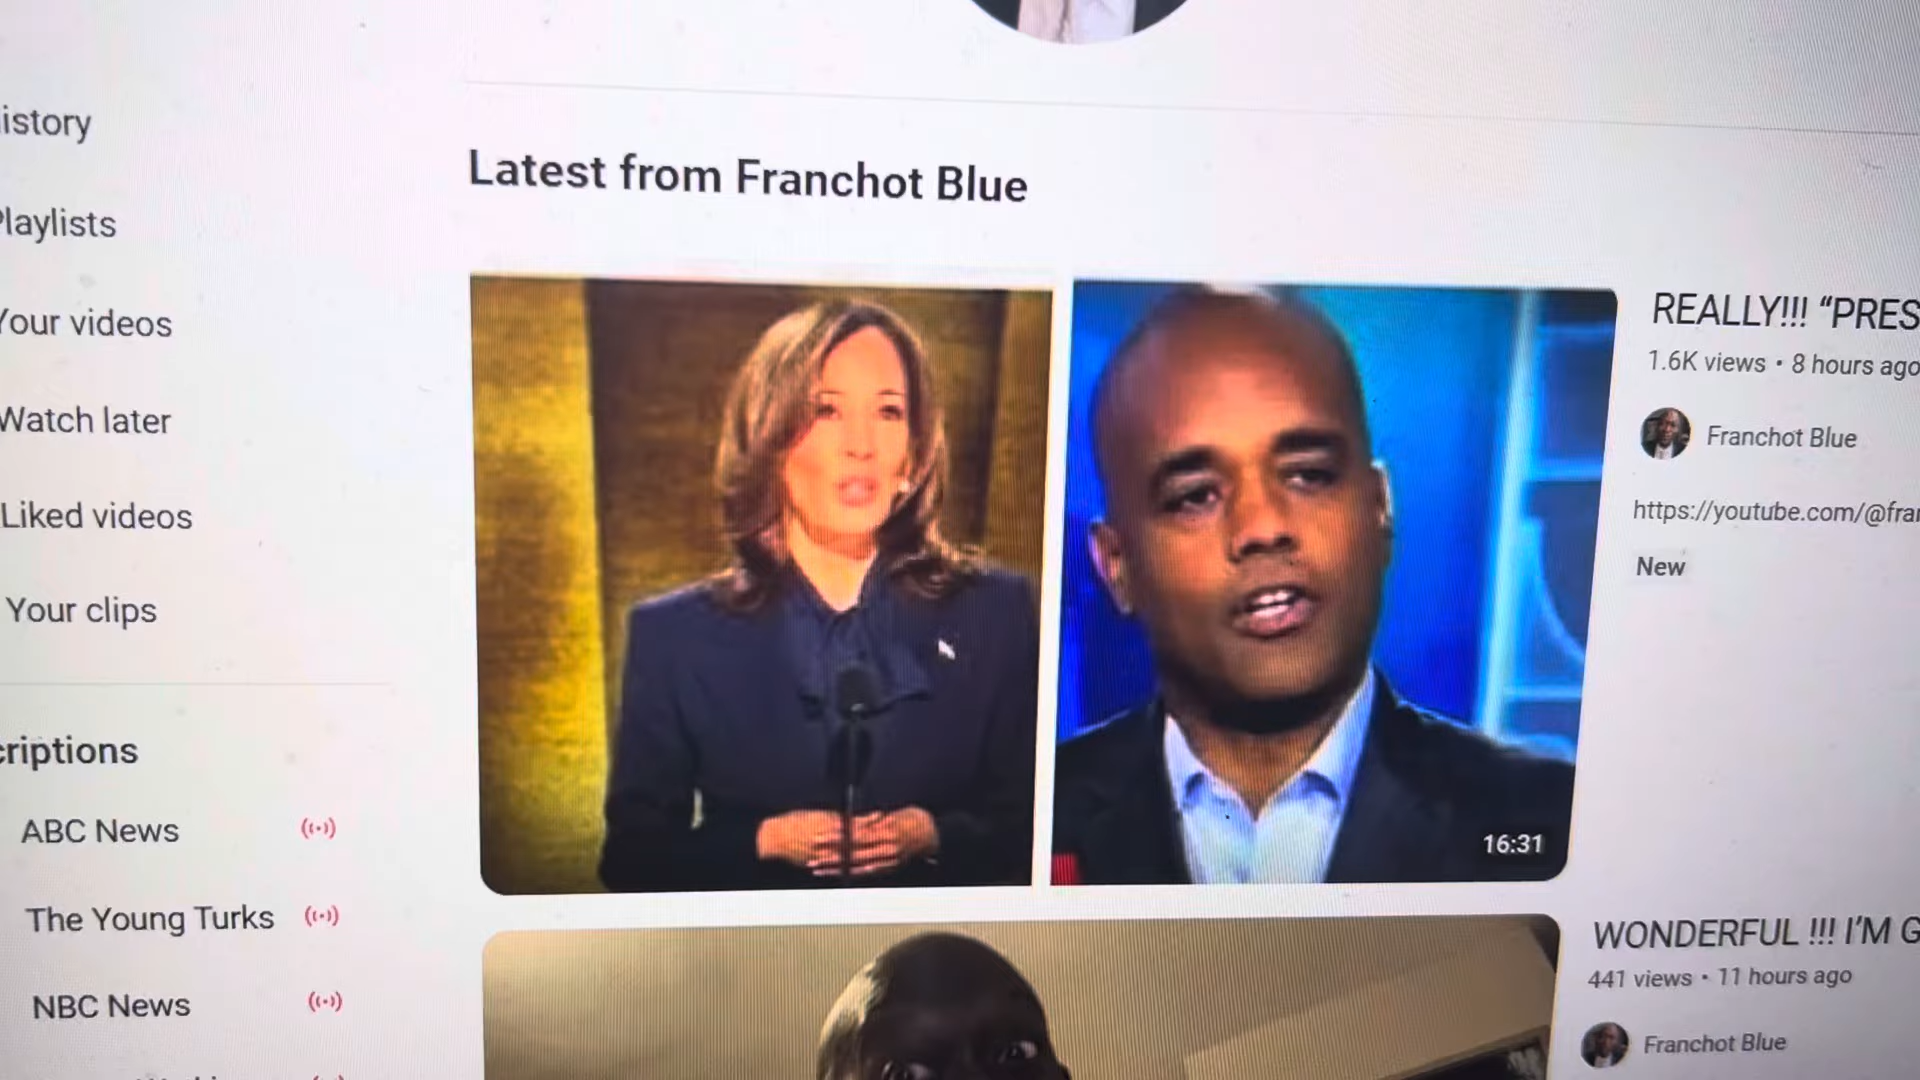 istory
Playlists
Your videos
Watch later
Liked videos
Your clips
criptions
ABC News
The Young Turks
NBC News
Latest from Franchot Blue
16:31
REALLY!!! “PRES
1.6K views • 8 hours ago
Franchot Blue
https://youtube.com/@fran
New
WONDERFUL !!! I’M G
441 views • 11 hours ago
Franchot Blue